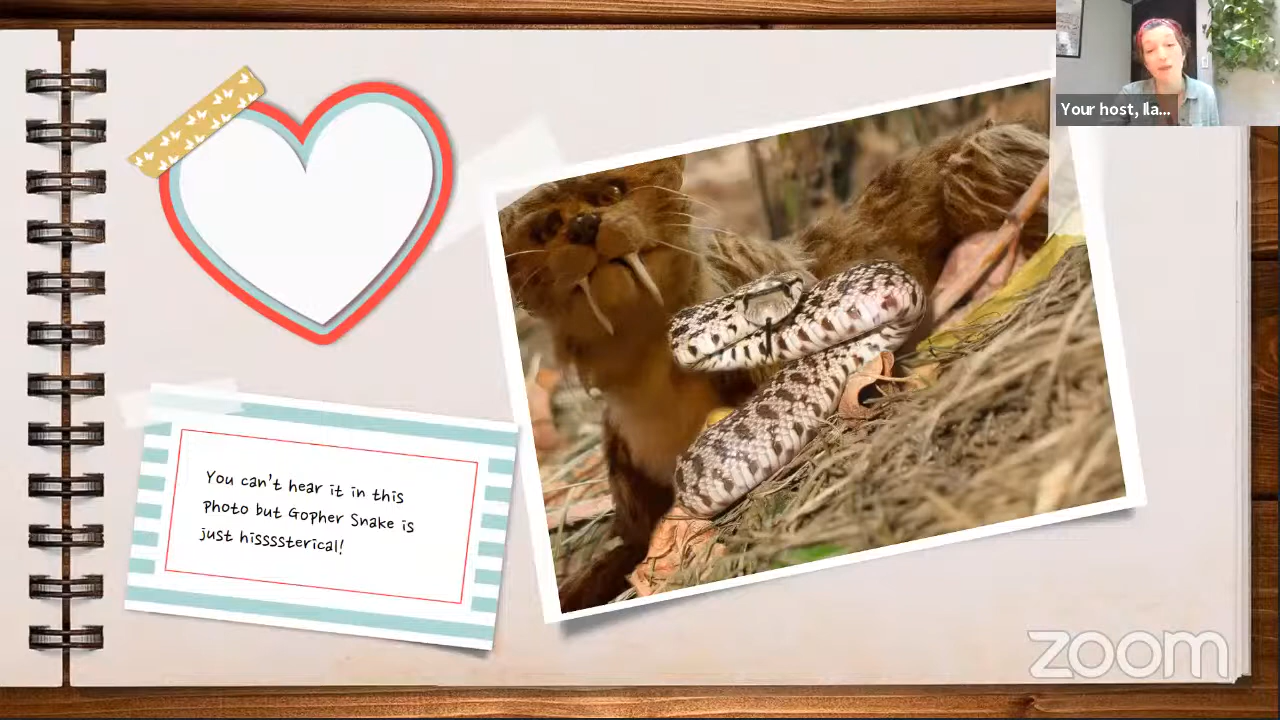 Your host, Ila...
You can't hear it in this
photo but Gopher Snake is
just hissssterical!
zoom